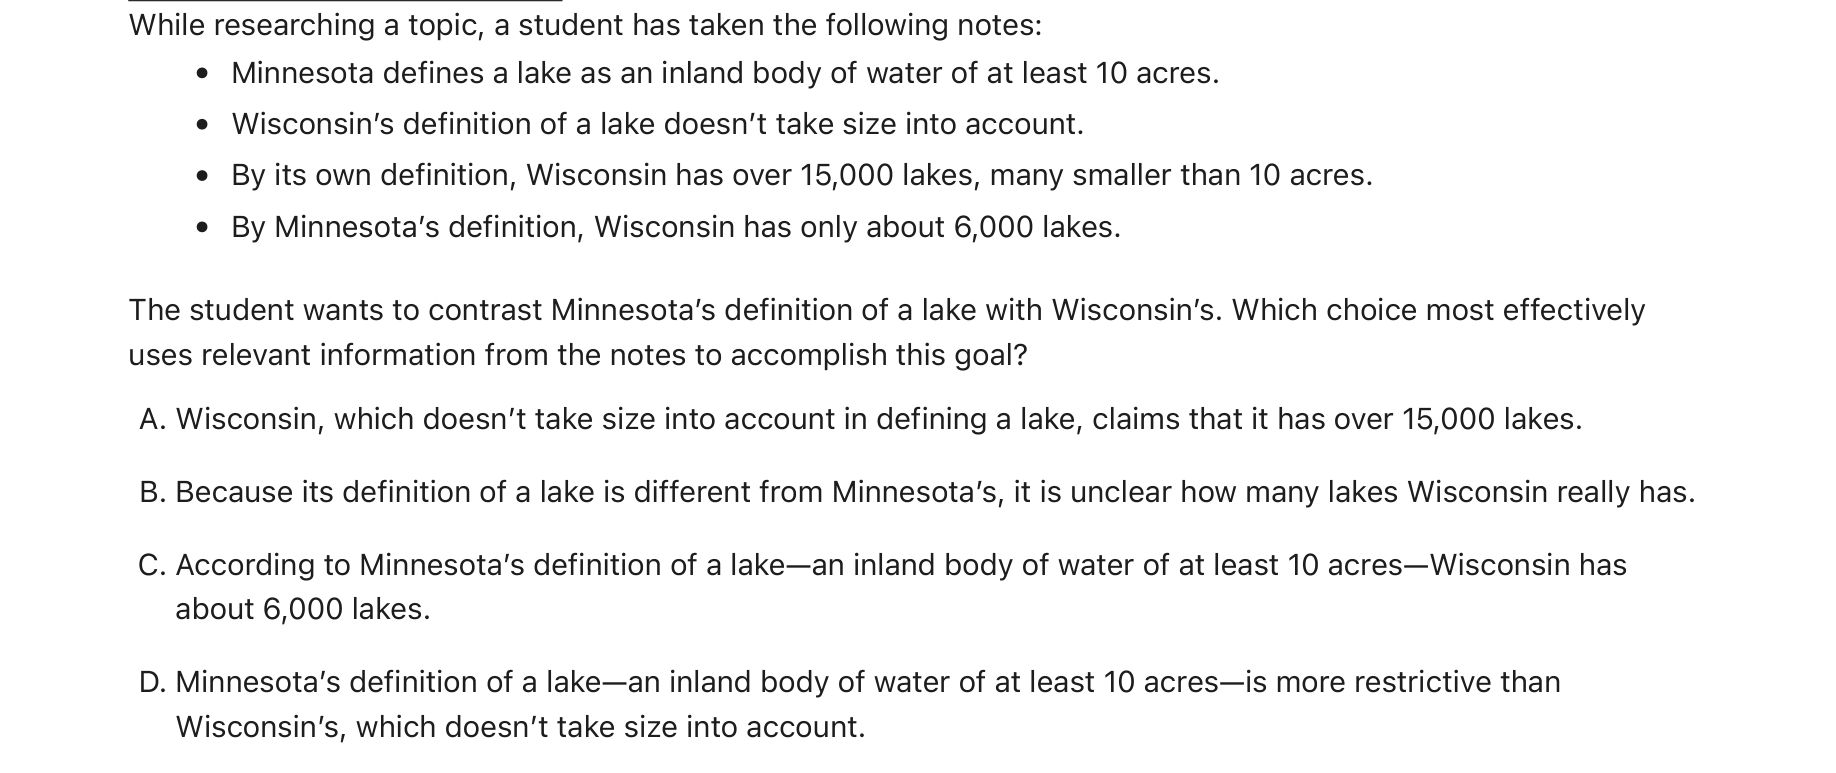 While researching a topic, a student has taken the following notes:
• Minnesota defines a lake as an inland body of water of at least 10 acres.
• Wisconsin’s definition of a lake doesn’t take size into account.
• By its own definition, Wisconsin has over 15,000 lakes, many smaller than 10 acres.
• By Minnesota’s definition, Wisconsin has only about 6,000 lakes.
The student wants to contrast Minnesota’s definition of a lake with Wisconsin’s. Which choice most effectively
uses relevant information from the notes to accomplish this goal?
A. Wisconsin, which doesn’t take size into account in defining a lake, claims that it has over 15,000 lakes.
B. Because its definition of a lake is different from Minnesota’s, it is unclear how many lakes Wisconsin really has.
C. According to Minnesota’s definition of a lake—an inland body of water of at least 10 acres—Wisconsin has
about 6,000 lakes.
D. Minnesota’s definition of a lake—an inland body of water of at least 10 acres—is more restrictive than
Wisconsin’s, which doesn’t take size into account.